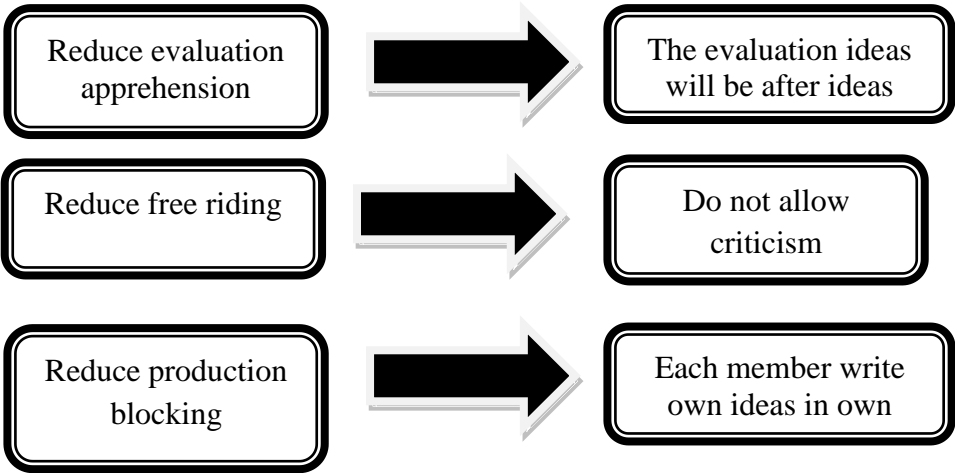 Reduce evaluation
apprehension
The evaluation ideas
will be after ideas
Reduce free riding
Do not allow
criticism
Reduce production
blocking
Each member write
own ideas in own